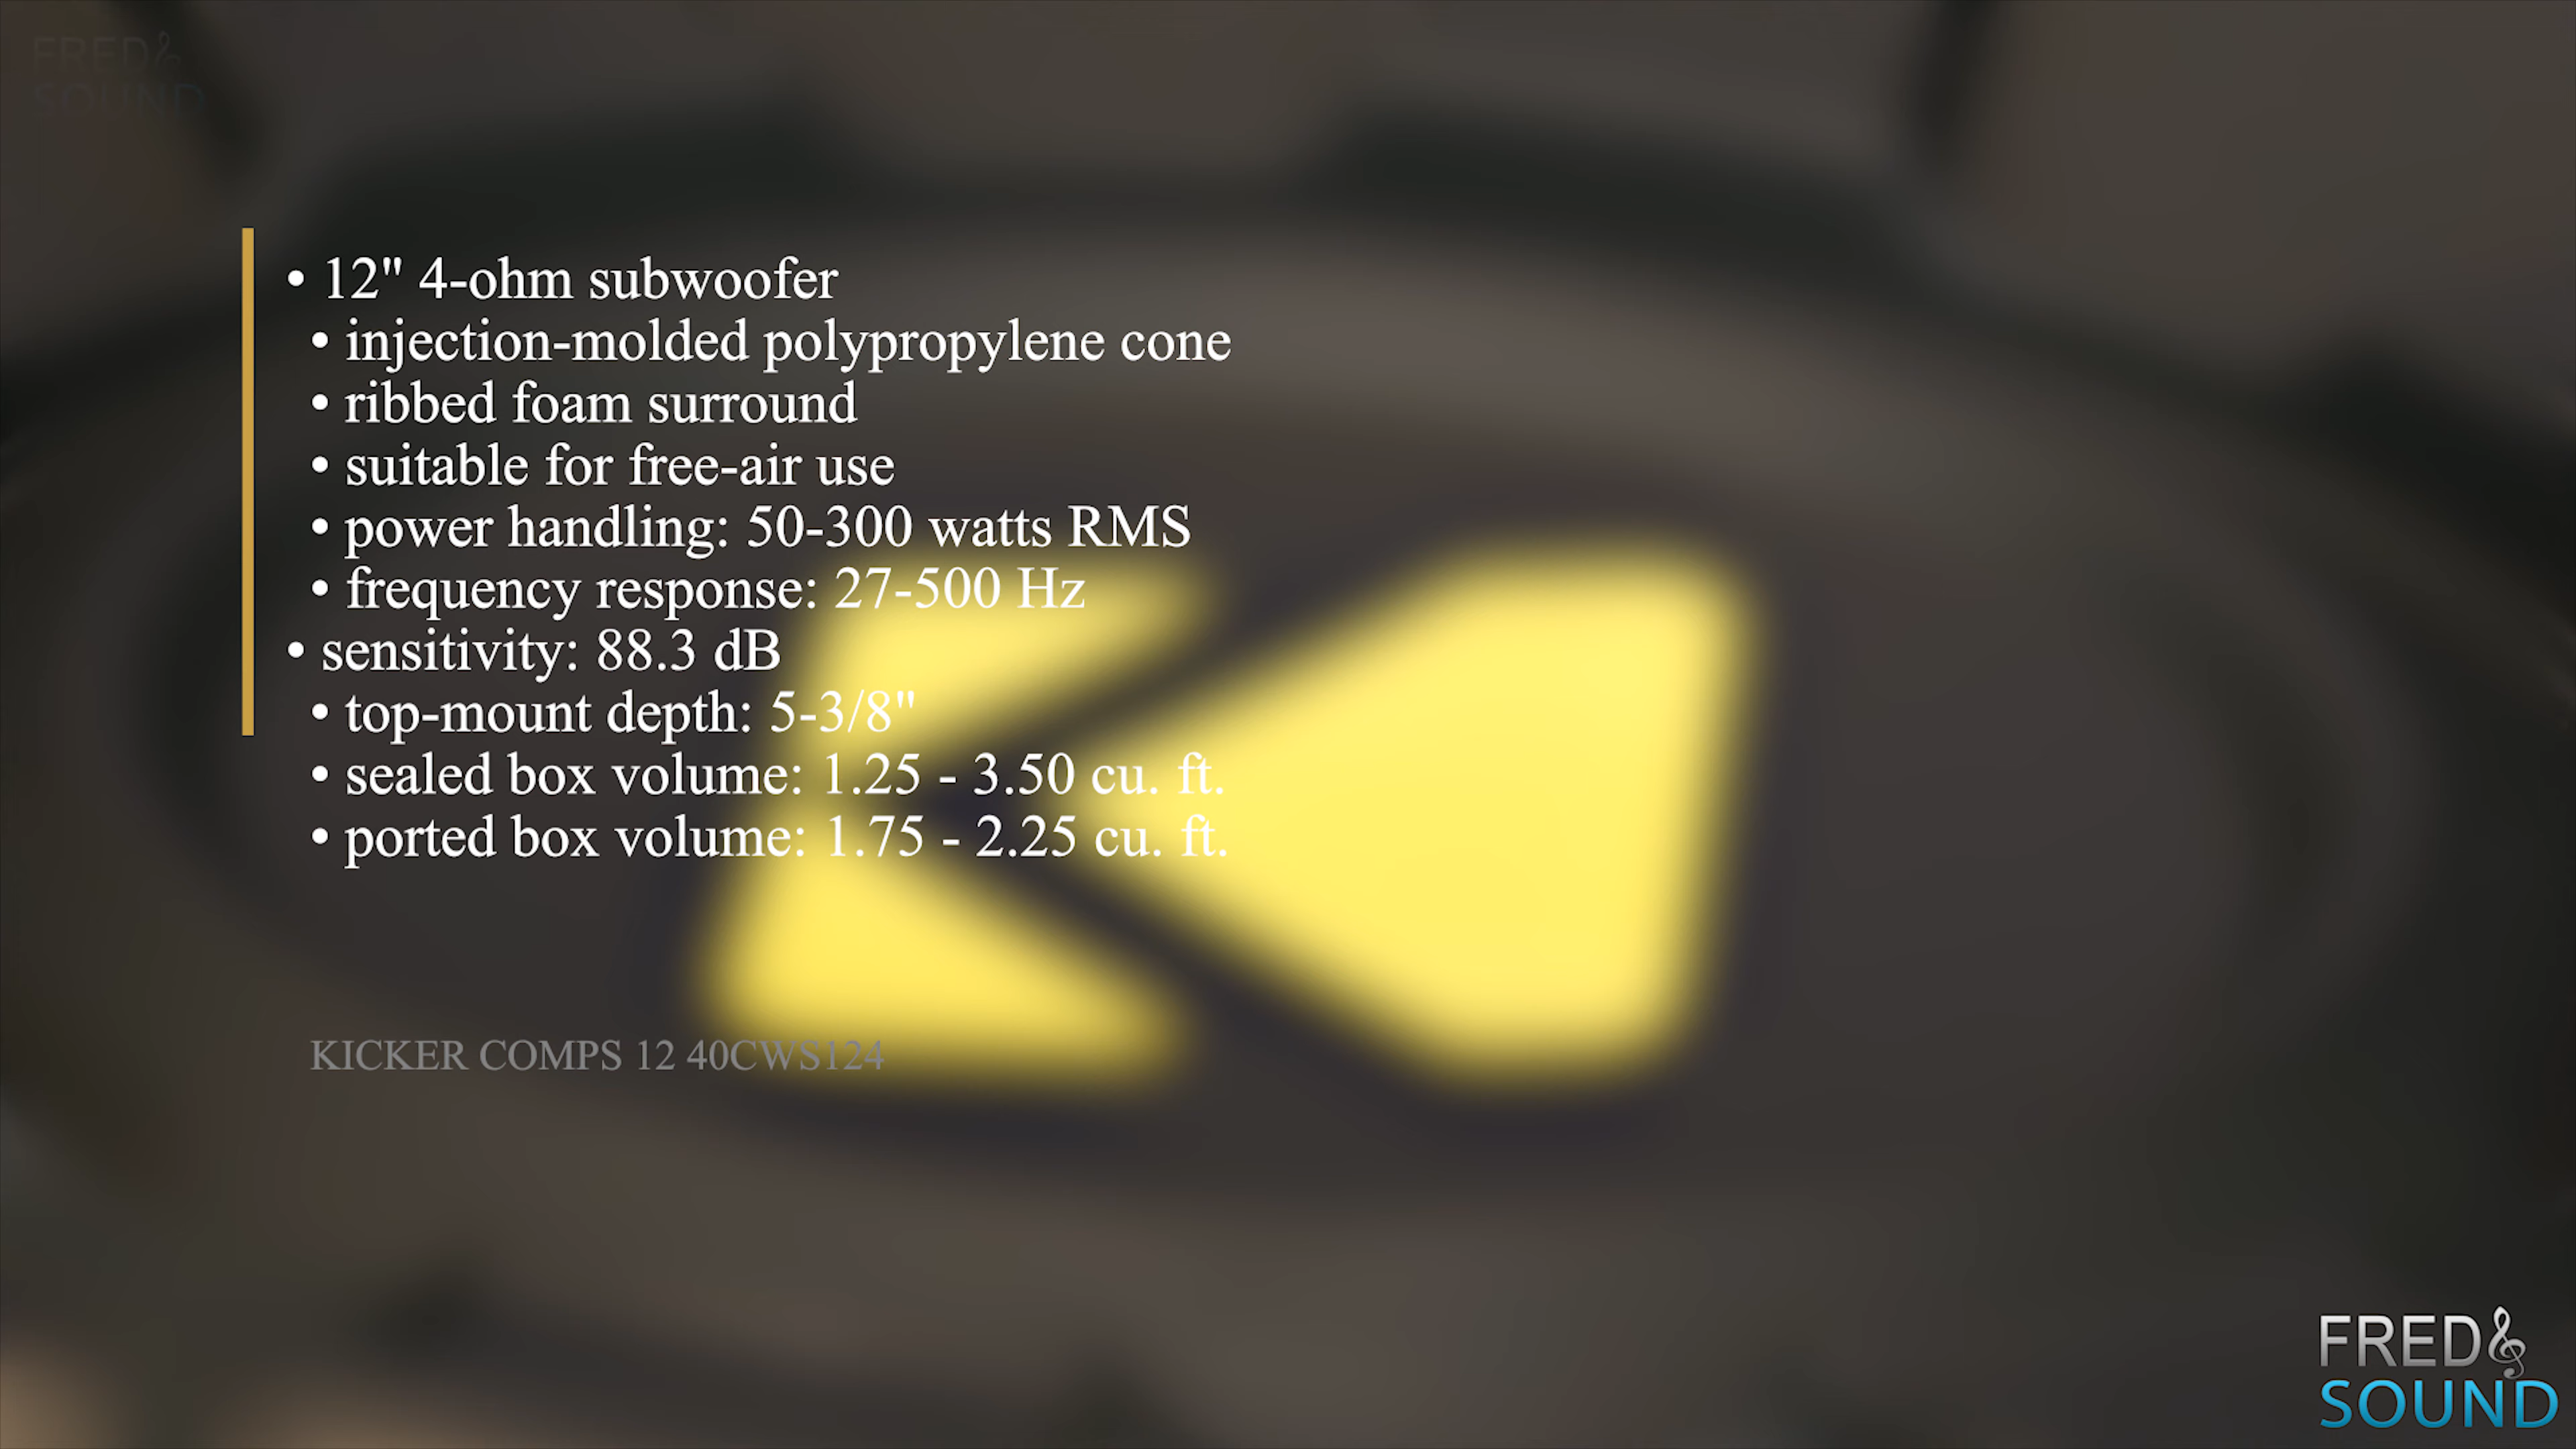 FRED
SOUND
• 12" 4-ohm subwoofer
• injection-molded polypropylene cone
• ribbed foam surround
• suitable for free-air use
• power handling: 50-300 watts RMS
• frequency response: 27-500 Hz
• sensitivity: 88.3 dB
• top-mount depth: 5-3/8"
• sealed box volume: 1.25 - 3.50 cu. ft.
• ported box volume: 1.75 - 2.25 cu. ft.
KICKER COMPS 12 40CWS124
FRED
SOUND